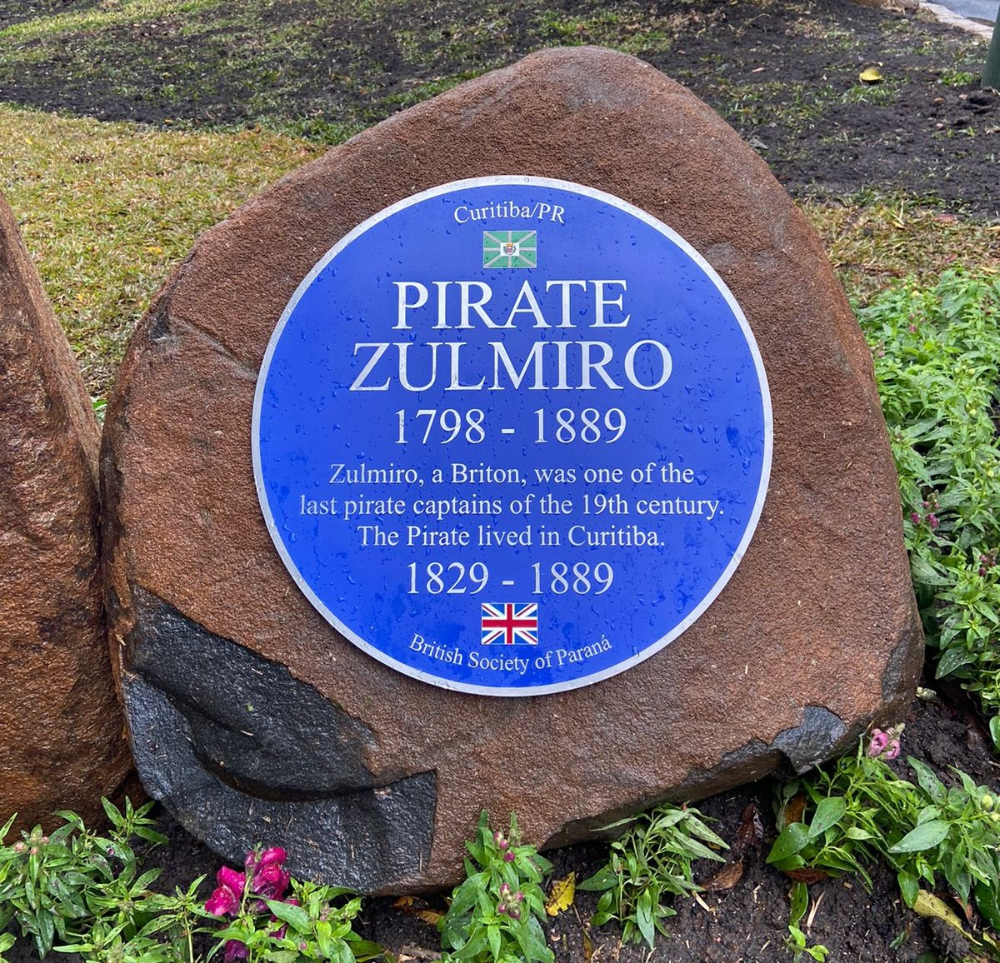 Curitiba/PR
PIRATE
ZULMIRO
1798 - 1889
Zulmiro, a Briton, was one of the
last pirate captains of the 19th century.
The Pirate lived in Curitiba.
1829 - 1889
British Society of Paraná